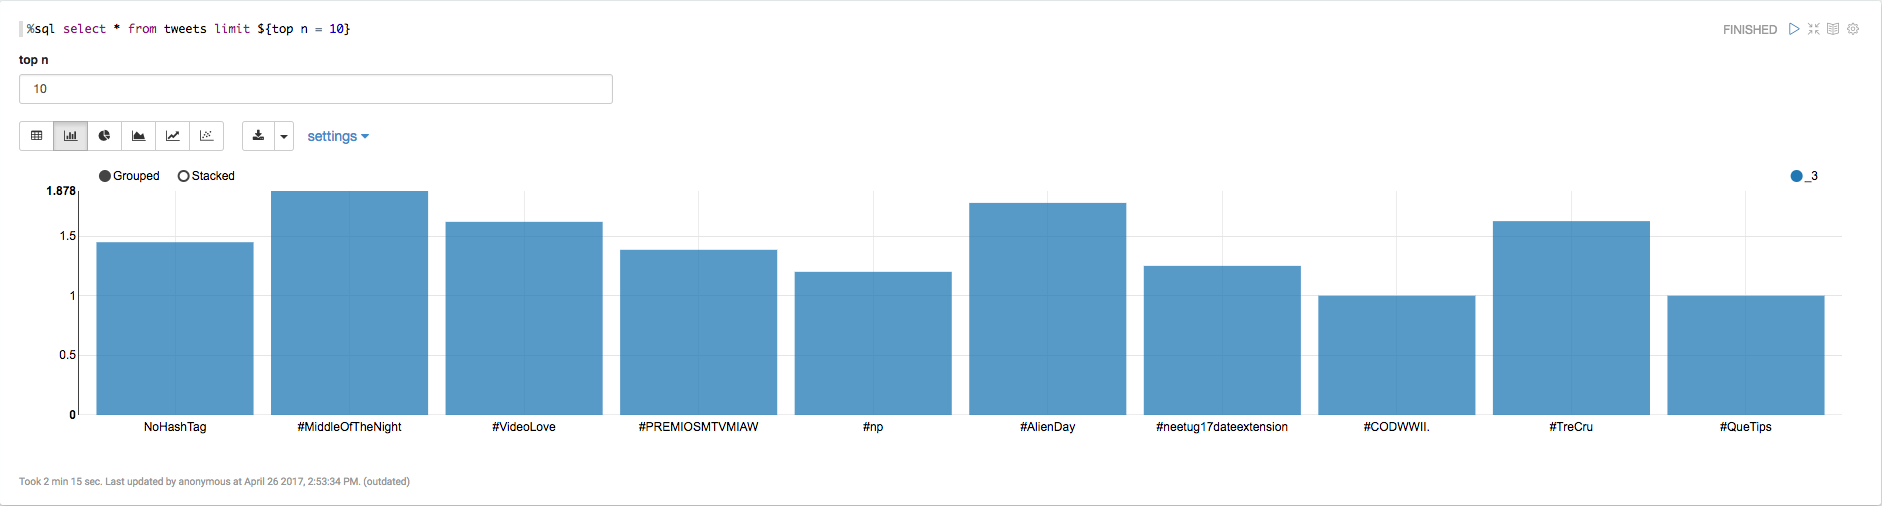 %sql select * from tweets limit ${top n = 10}
FINISHED
top n
10
settings
Grouped Stacked
_3
1.878
1.5
1
0.5
0
NoHashTag #MiddleOfTheNight #VideoLove #PREMIOSMTVMIAW #np #AlienDay #neetug17dateextension #CODWWII. #TreCru #QueTips
Took 2 min 15 sec. Last updated by anonymous at April 26 2017, 2:53:34 PM. (outdated)